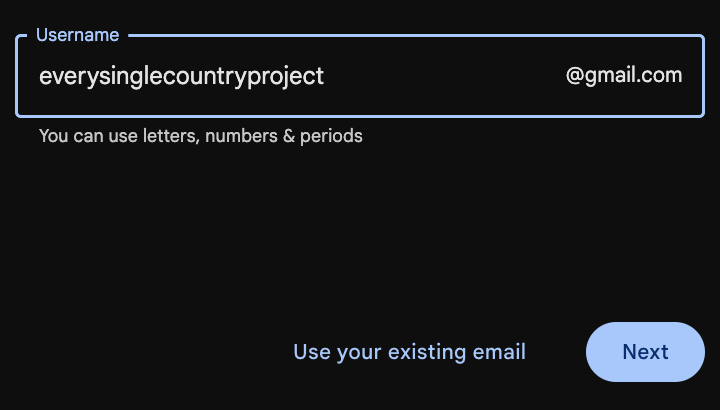 Username
everysinglecountryproject @gmail.com
You can use letters, numbers & periods
Use your existing email Next